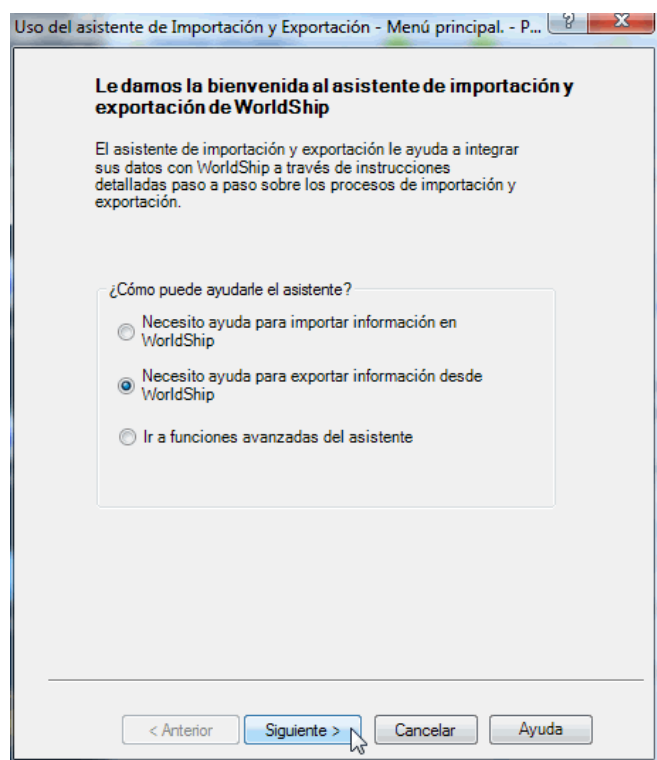 Uso del asistente de Importación y Exportación - Menú principal. - P...
Le damos la bienvenida al asistente de importación y
exportación de WorldShip
El asistente de importación y exportación le ayuda a integrar
sus datos con WorldShip a través de instrucciones
detalladas paso a paso sobre los procesos de importación y
exportación.
¿Cómo puede ayudarle el asistente?
Necesito ayuda para importar información en
WorldShip
Necesito ayuda para exportar información desde
WorldShip
Ir a funciones avanzadas del asistente
< Anterior Siguiente > Cancelar Ayuda